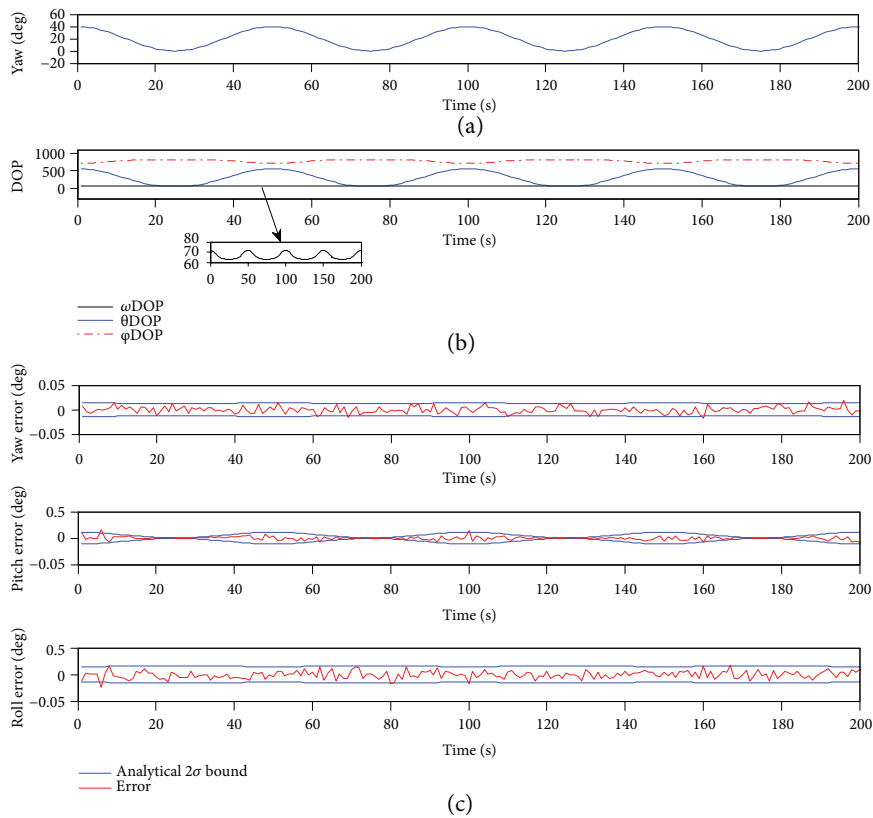 60
40
20
0
−20
Yaw (deg)
0 20 40 60 80 100 120 140 160 180 200
Time (s)
(a)
1000
500
0
DOP
0 20 40 60 80 100 120 140 160 180 200
Time (s)
80
70
60
0 50 100 150 200
ωDOP
θDOP
φDOP
(b)
0.05
0
−0.05
Yaw error (deg)
0 20 40 60 80 100 120 140 160 180 200
Time (s)
0.5
0
−0.05
Pitch error (deg)
0 20 40 60 80 100 120 140 160 180 200
Time (s)
0.5
0
−0.05
Roll error (deg)
0 20 40 60 80 100 120 140 160 180 200
Time (s)
Analytical 2σ bound
Error
(c)